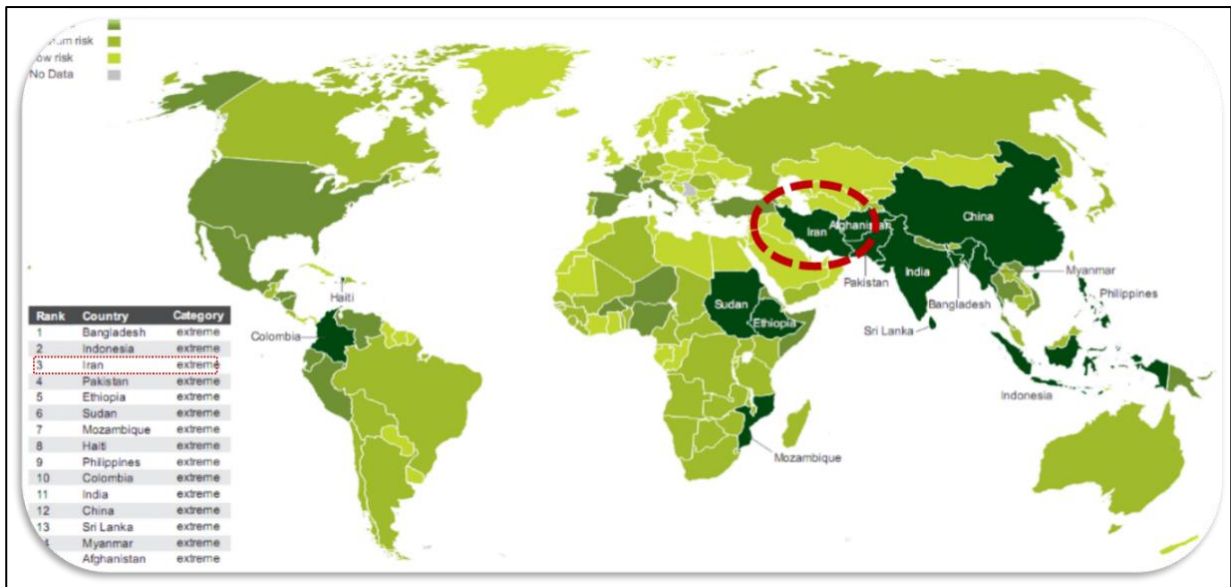 risk
risk
No Data
Iran
Afghanistan
China
India
Pakistan
Bangladesh
Myanmar
Philippines
Sri Lanka
Indonesia
Sudan
Ethiopia
Mozambique
Haiti
Colombia
Rank Country Category
1 Bangladesh extreme
2 Indonesia extreme
3 Iran extreme
4 Pakistan extreme
5 Ethiopia extreme
6 Sudan extreme
7 Mozambique extreme
8 Haiti extreme
9 Philippines extreme
10 Colombia extreme
11 India extreme
12 China extreme
13 Sri Lanka extreme
Myanmar extreme
Afghanistan extreme